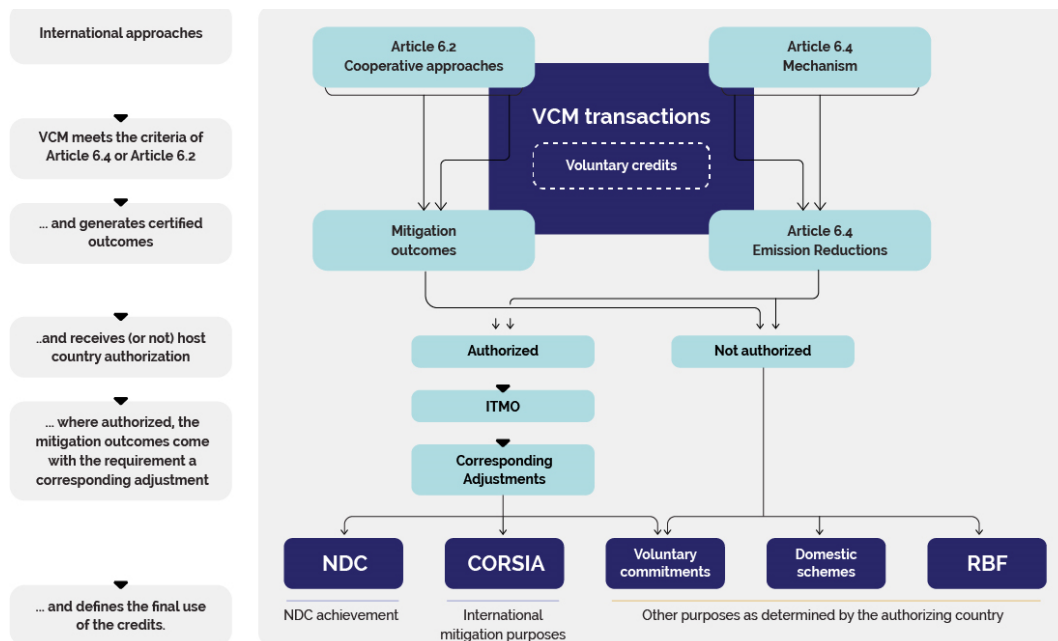 International approaches
VCM meets the criteria of
Article 6.4 or Article 6.2
... and generates certified
outcomes
..and receives (or not) host
country authorization
... where authorized, the
mitigation outcomes come
with the requirement a
corresponding adjustment
... and defines the final use
of the credits.
Article 6.2
Cooperative approaches
Article 6.4
Mechanism
VCM transactions
Voluntary credits
Mitigation
outcomes
Article 6.4
Emission Reductions
Authorized
Not authorized
ITMO
Corresponding
Adjustments
NDC
CORSIA
Voluntary
commitments
Domestic
schemes
RBF
NDC achievement
International
mitigation purposes
Other purposes as determined by the authorizing country